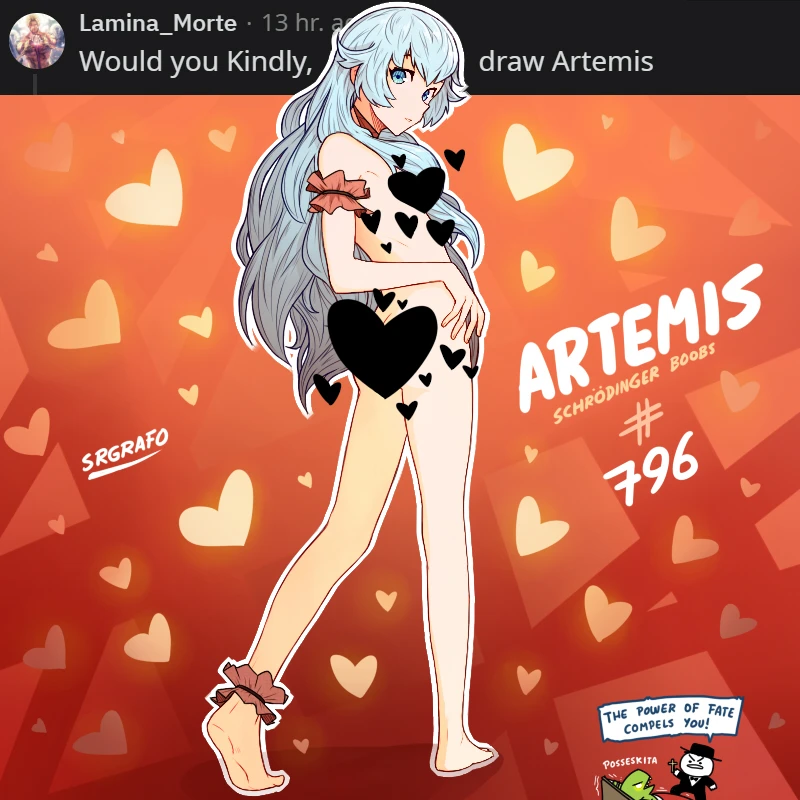 Lamina_Morte · 13 hr. a
Would you Kindly, draw Artemis
ARTEMIS
SCHRÖDINGER BOOBS
#
796
SRGRAFO
THE POWER OF FATE
COMPELS YOU!
POSSESKITA